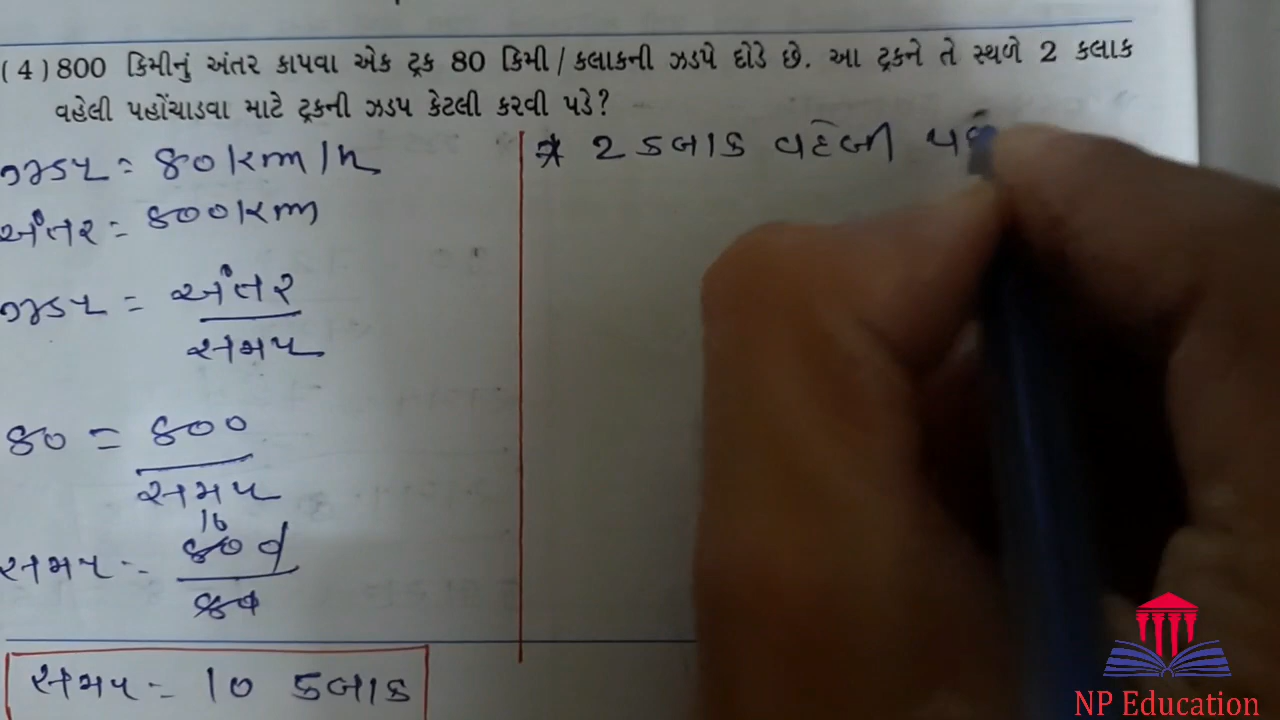 (4) 800 કિમીનું અંતર કાપવા એક ટ્રક 80 કિમી / કલાકની ઝડપે દોડે છે. આ ટ્રકને તે સ્થળે 2 કલાક
વહેલી પહોંચાડવા માટે ટ્રકની ઝડપ કેટલી કરવી પડે?
ઝડપ = 80 km/h
અંતર = 800 km
ઝડપ = અંતર
સમય
80 = 800
સમય
10
સમય = 800
80
સમય = 10 કલાક
* 2 કલાક વહેલી
NP Education